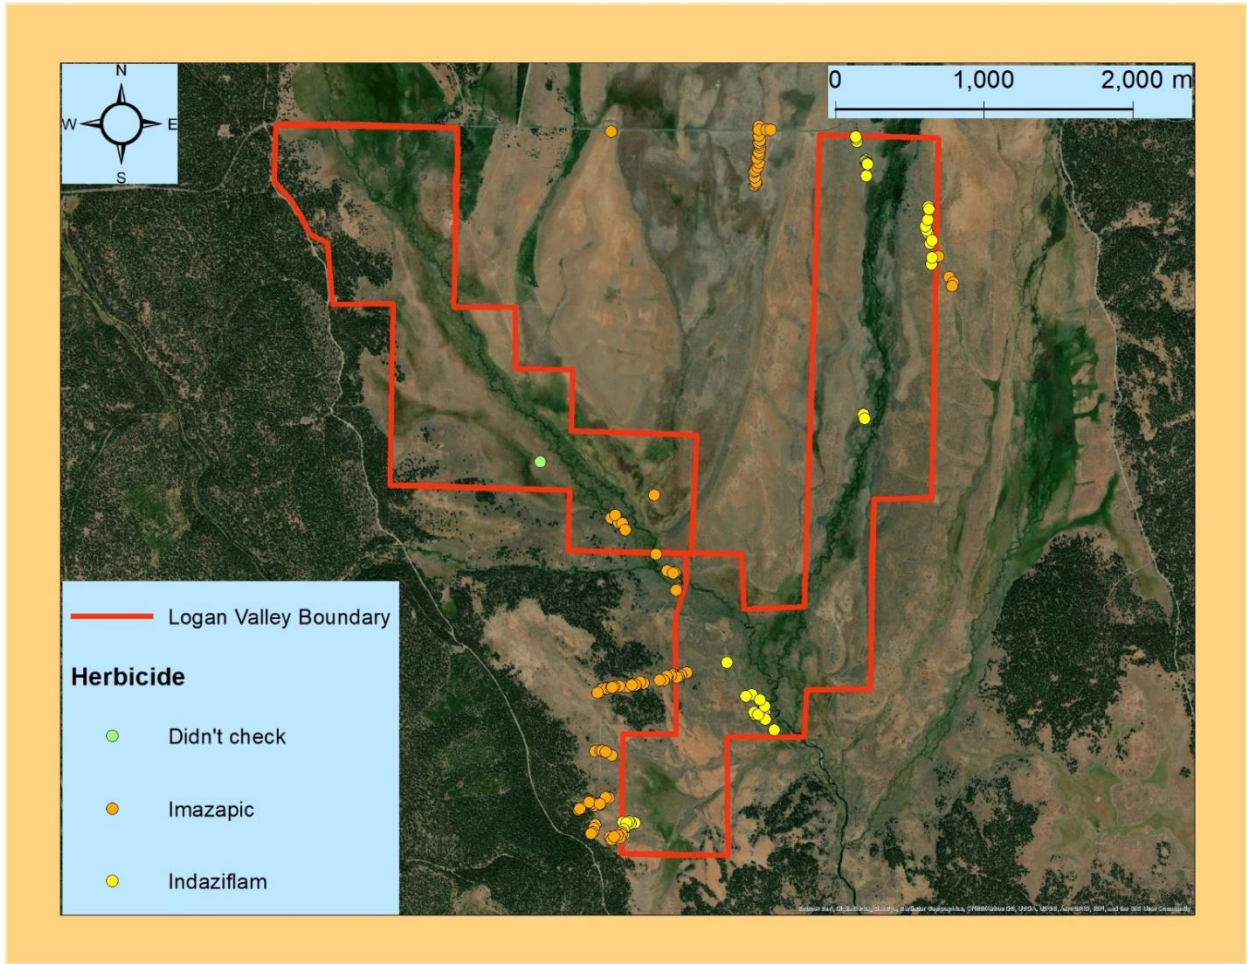 N
W E
S
0 1,000 2,000 m
Logan Valley Boundary
Herbicide
Didn't check
Imazapic
Indaziflam